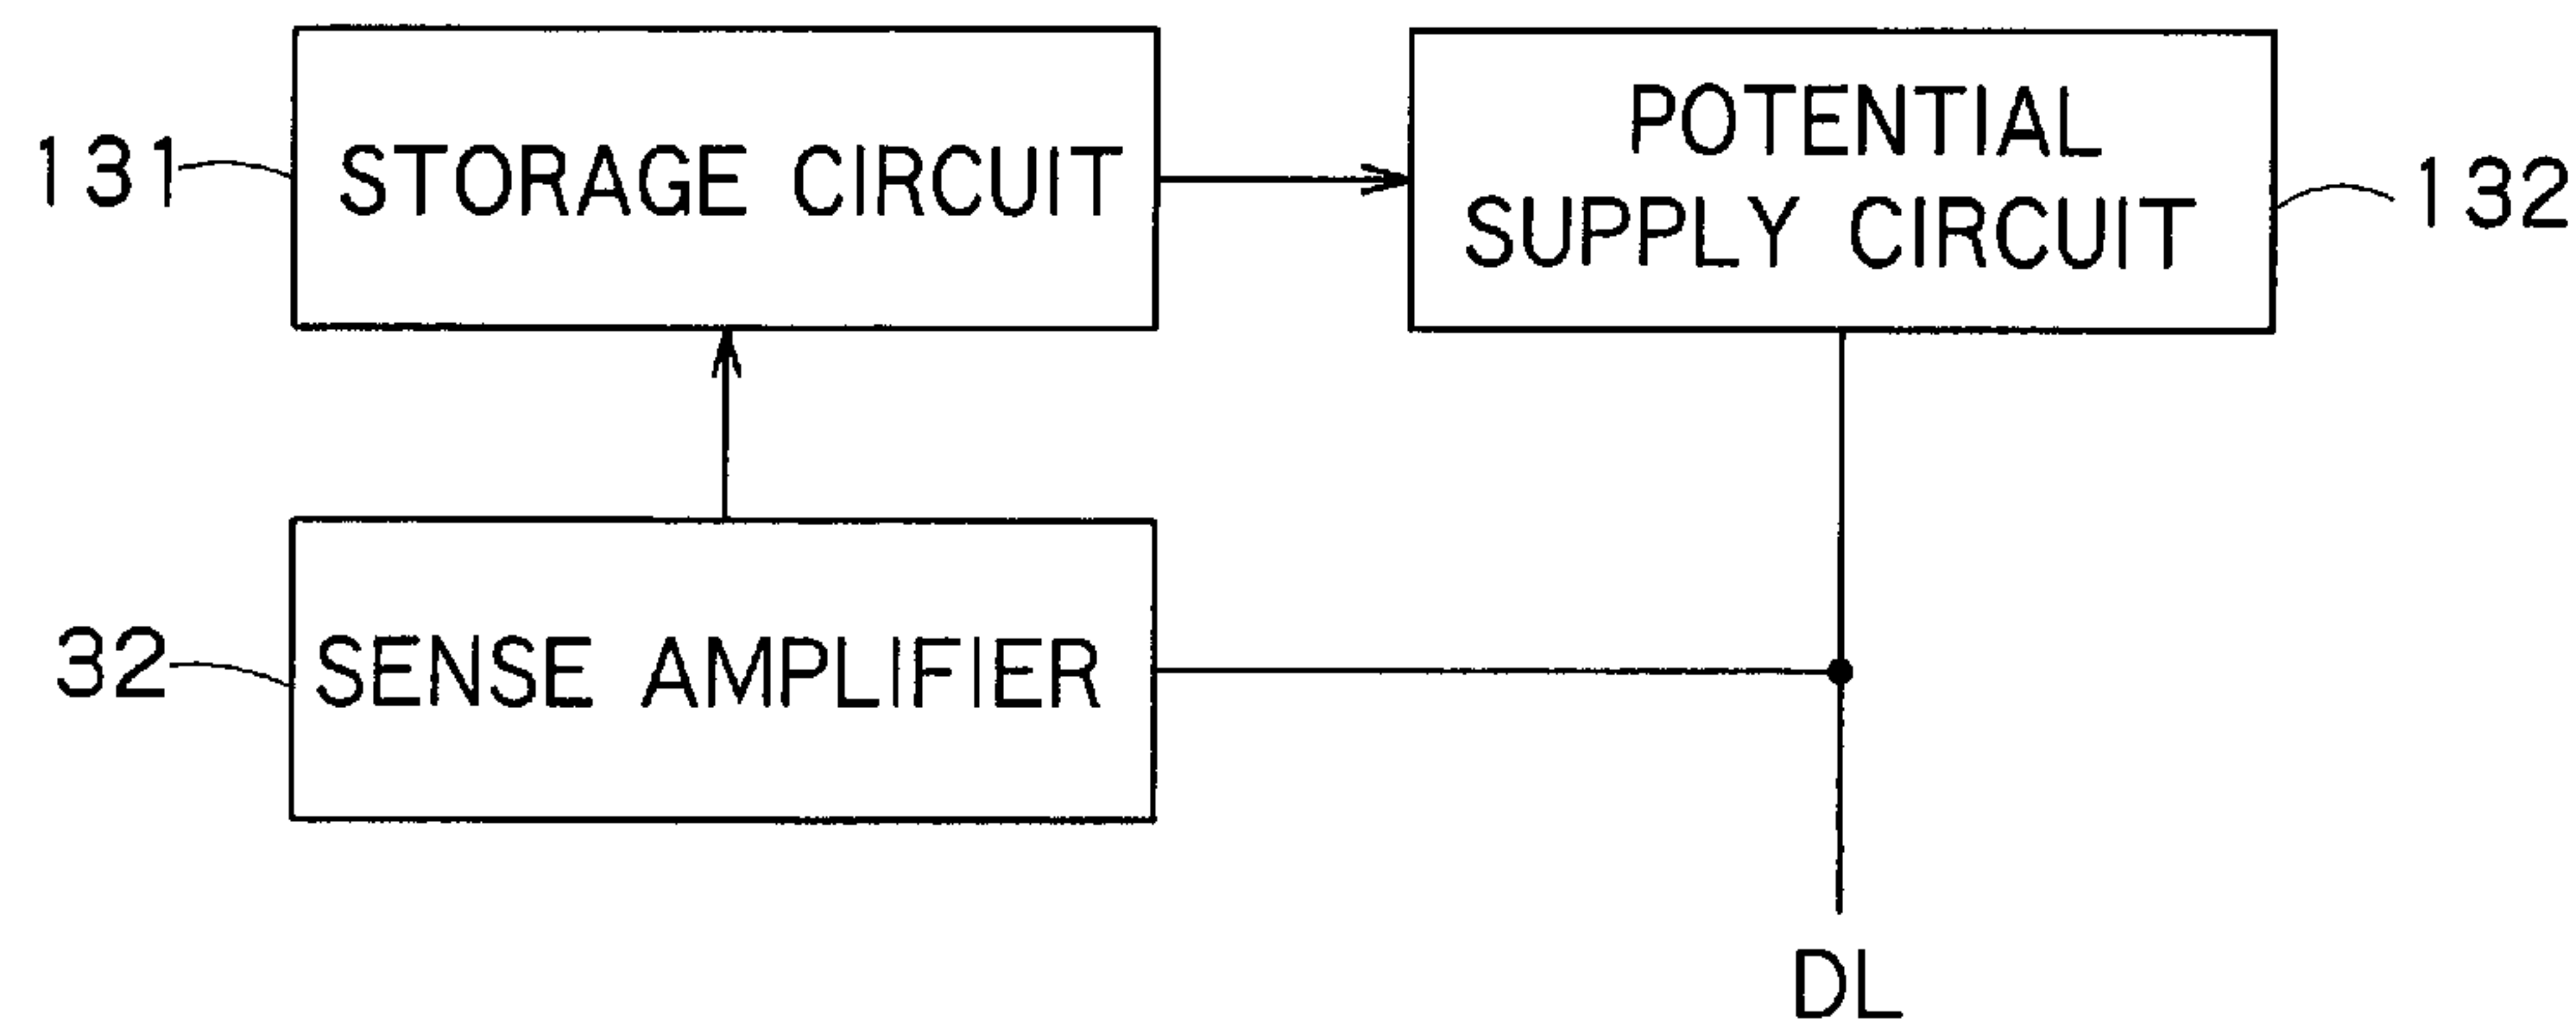 131
STORAGE CIRCUIT
POTENTIAL
SUPPLY CIRCUIT
132
32
SENSE AMPLIFIER
DL